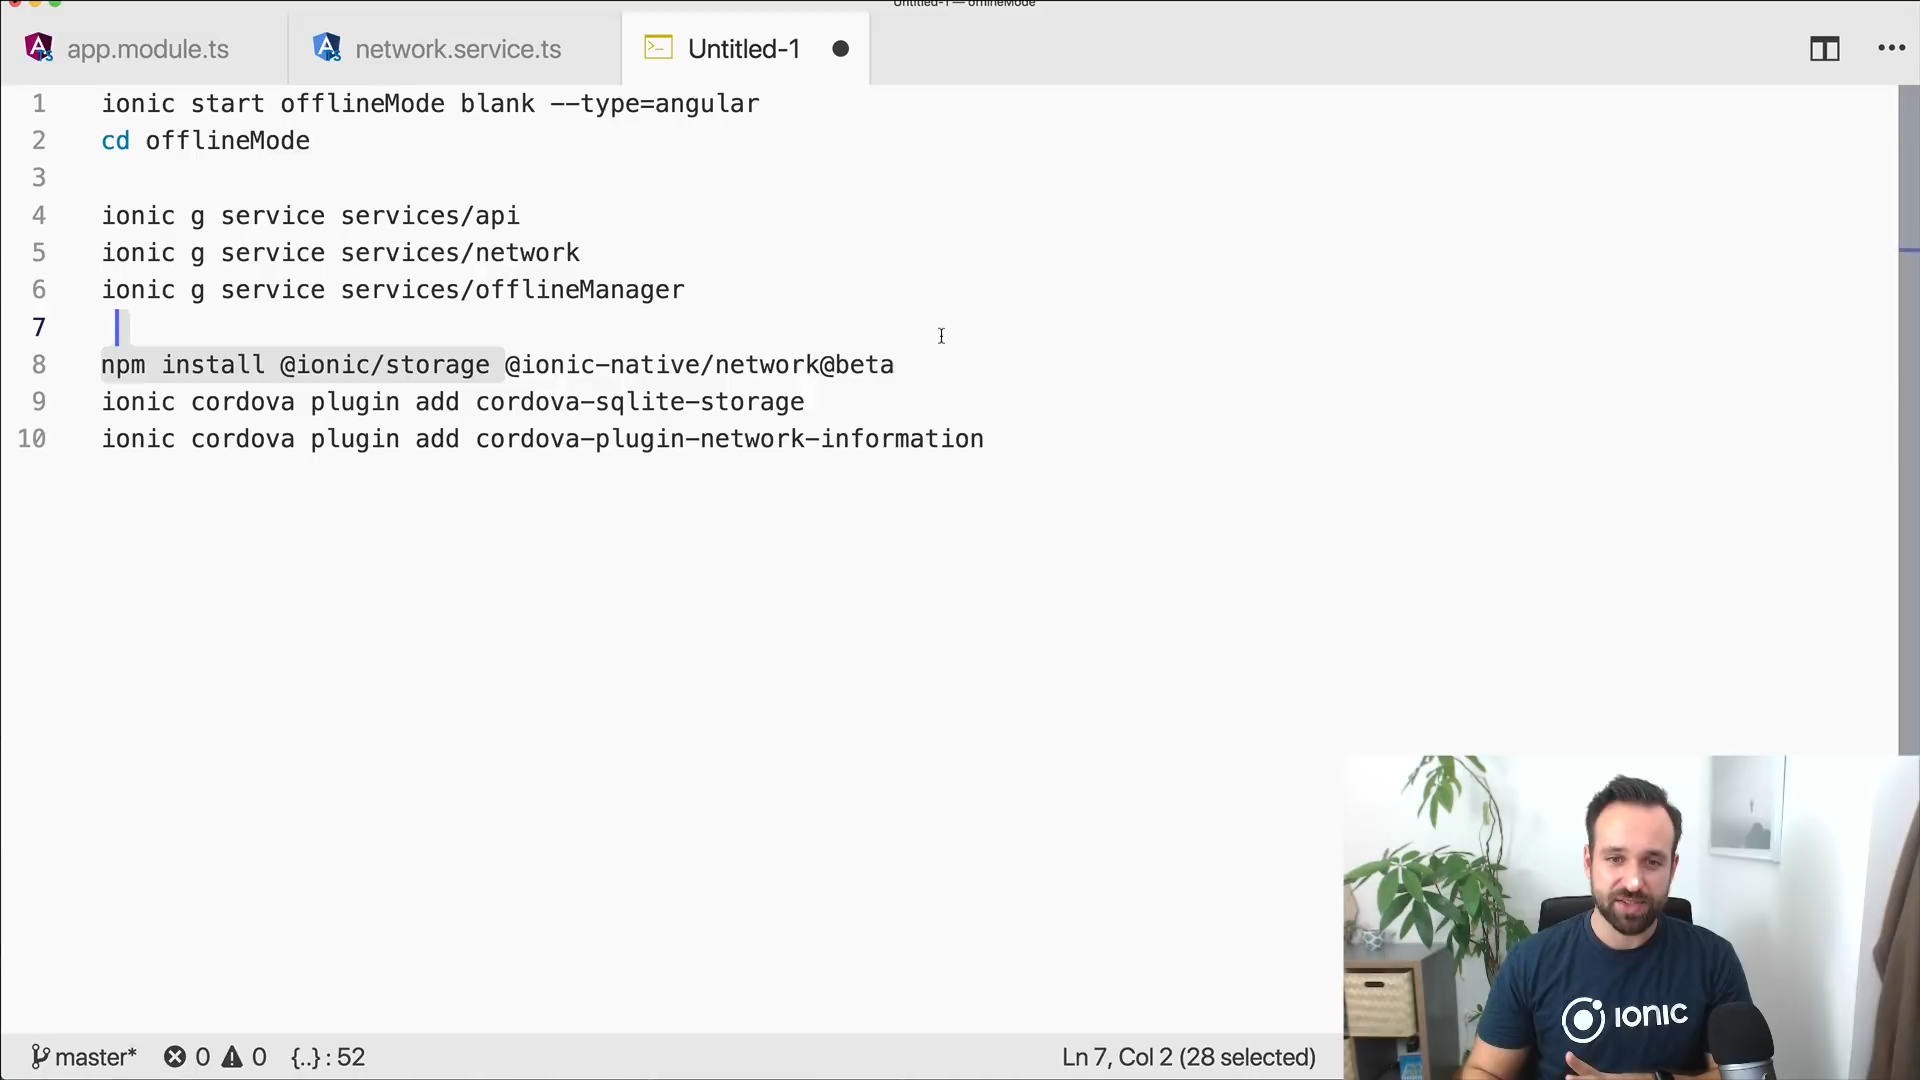 Untitled-1 — offlineMode
app.module.ts
network.service.ts
Untitled-1
1 ionic start offlineMode blank --type=angular
2 cd offlineMode
3
4 ionic g service services/api
5 ionic g service services/network
6 ionic g service services/offlineManager
7
8 npm install @ionic/storage @ionic-native/network@beta
9 ionic cordova plugin add cordova-sqlite-storage
10 ionic cordova plugin add cordova-plugin-network-information
ionic
master* 0 0 {..} : 52 Ln 7, Col 2 (28 selected)